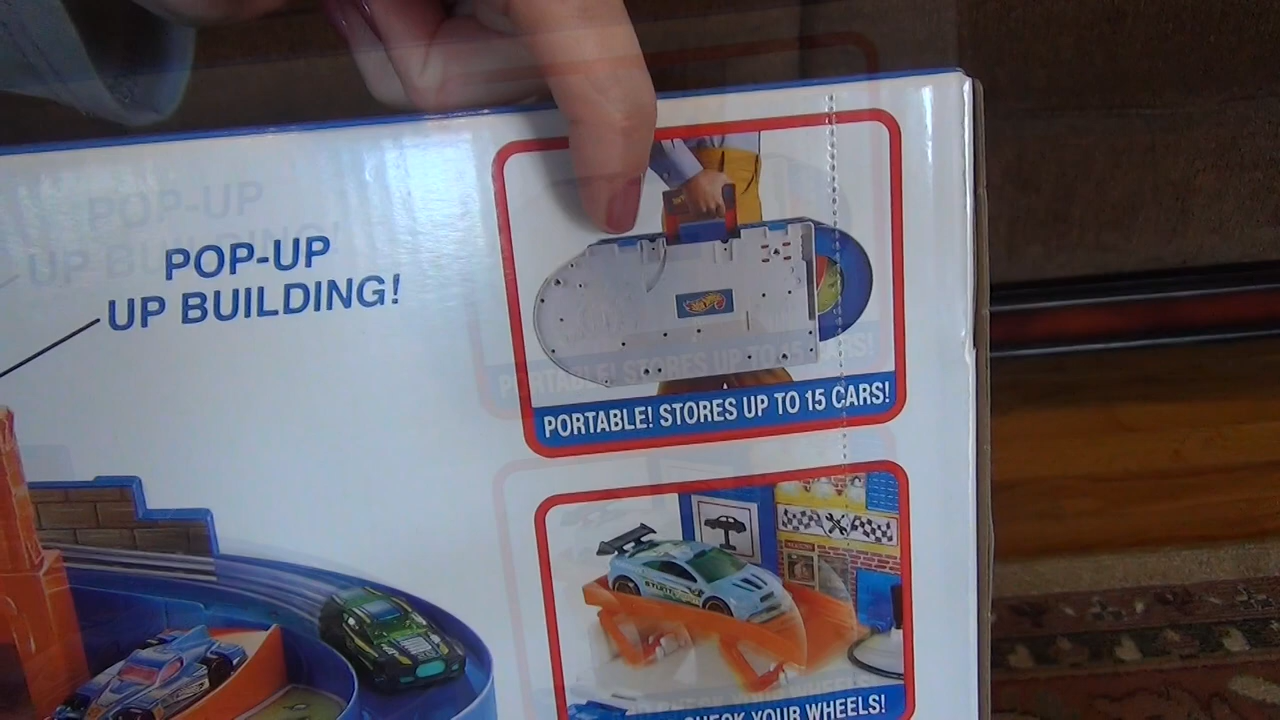 POP-UP
UP BUILDING!
PORTABLE! STORES UP TO 15 CARS!
CHECK YOUR WHEELS!